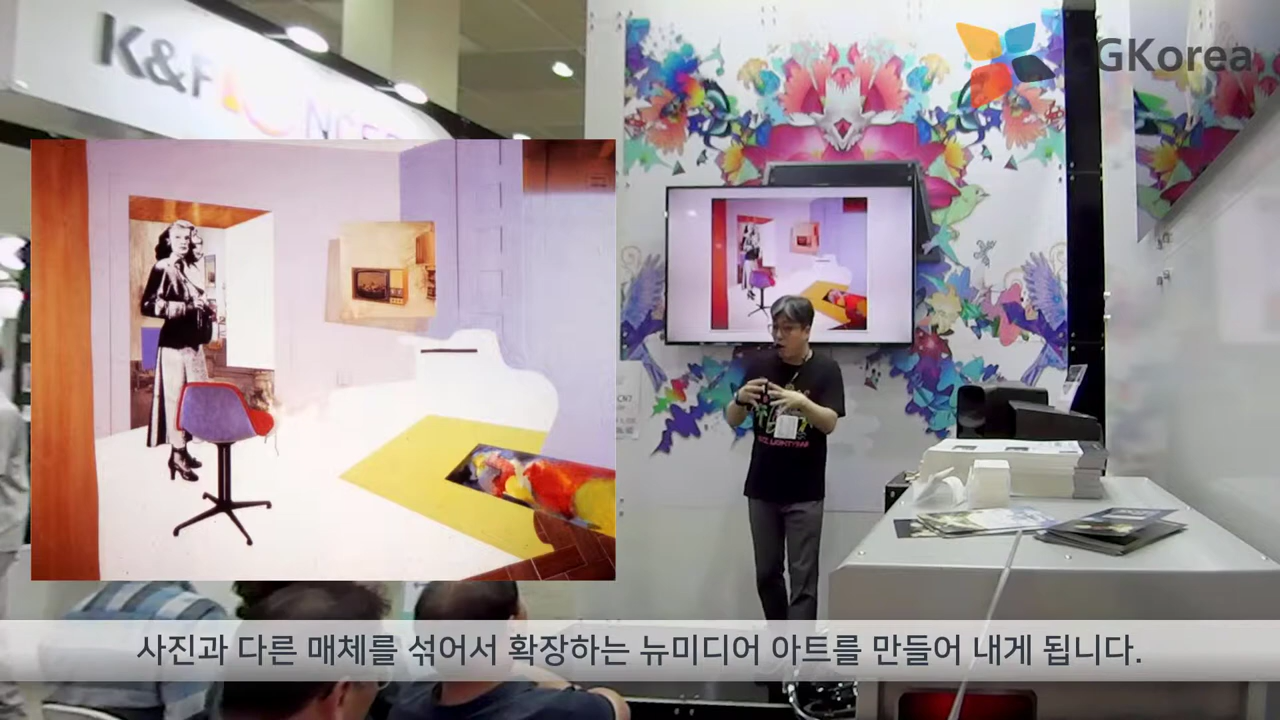 K&F CONCEPT
GKorea
사진과 다른 매체를 섞어서 확장하는 뉴미디어 아트를 만들어 내게 됩니다.